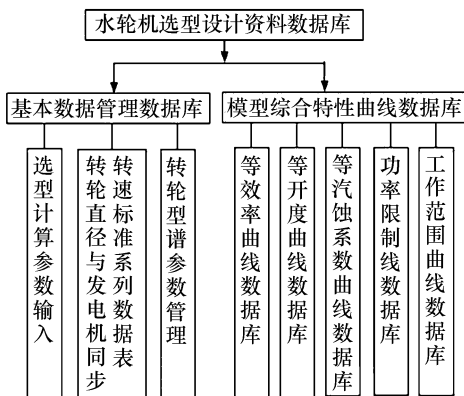 水轮机选型设计资料数据库
基本数据管理数据库
模型综合特性曲线数据库
选型计算参数输入
转轮直径与发电机同步
转速标准系列数据表
转轮型谱参数管理
等效率曲线数据库
等开度曲线数据库
等汽蚀系数曲线数据库
功率限制线数据库
工作范围曲线数据库